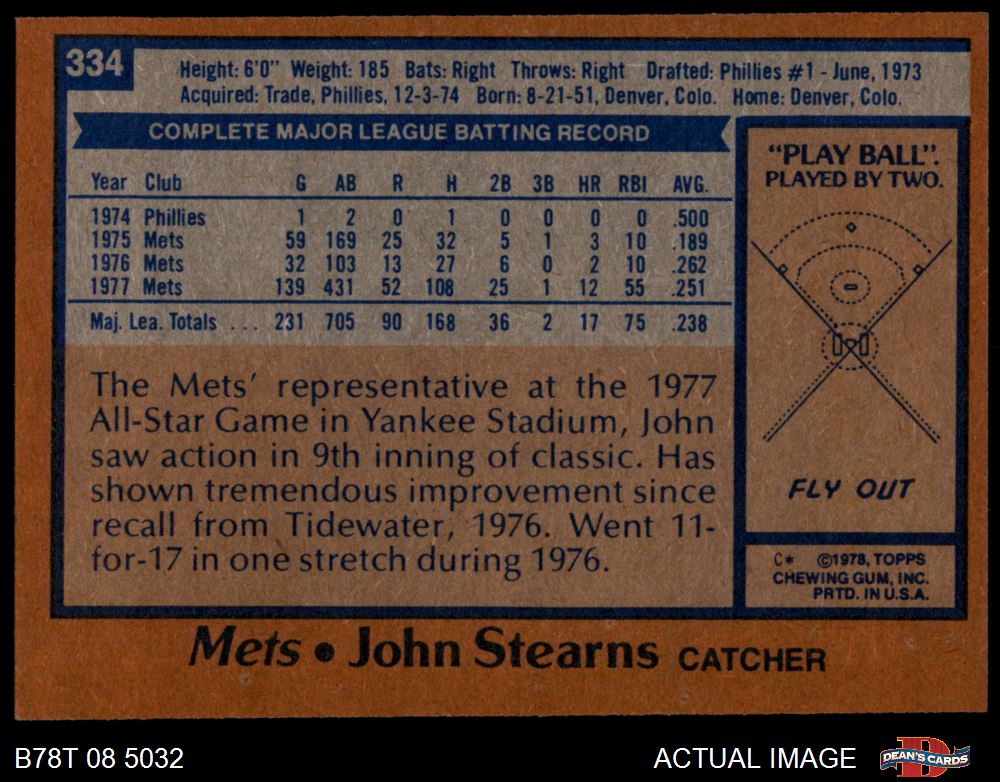 334
Height: 6'0" Weight: 185 Bats: Right Throws: Right Drafted: Phillies #1 - June, 1973
Acquired: Trade, Phillies, 12-3-74 Born: 8-21-51, Denver, Colo. Home: Denver, Colo.
COMPLETE MAJOR LEAGUE BATTING RECORD
Year Club G AB R H 2B 3B HR RBI AVG.
1974 Phillies 1 2 0 1 0 0 0 0 .500
1975 Mets 59 169 25 32 5 1 3 10 .189
1976 Mets 32 103 13 27 6 0 2 10 .262
1977 Mets 139 431 52 108 25 1 12 55 .251
Maj. Lea. Totals ... 231 705 90 168 36 2 17 75 .238
The Mets' representative at the 1977
All-Star Game in Yankee Stadium, John
saw action in 9th inning of classic. Has
shown tremendous improvement since
recall from Tidewater, 1976. Went 11-
for-17 in one stretch during 1976.
"PLAY BALL".
PLAYED BY TWO.
FLY OUT
C* ©1978, TOPPS
CHEWING GUM, INC.
PRTD. IN U.S.A.
Mets • John Stearns CATCHER
B78T 08 5032
ACTUAL IMAGE
DEAN'S CARDS